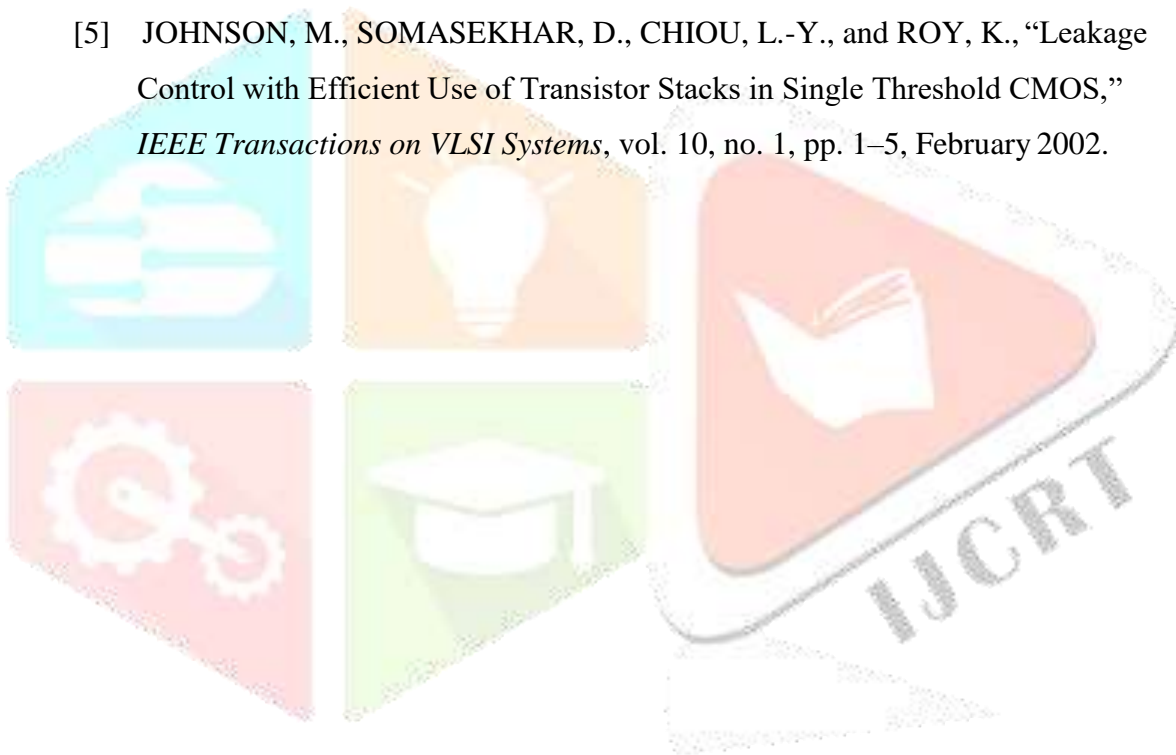 [5] JOHNSON, M., SOMASEKHAR, D., CHIOU, L.-Y., and ROY, K., “Leakage
Control with Efficient Use of Transistor Stacks in Single Threshold CMOS,”
IEEE Transactions on VLSI Systems, vol. 10, no. 1, pp. 1–5, February 2002.
IJCRT